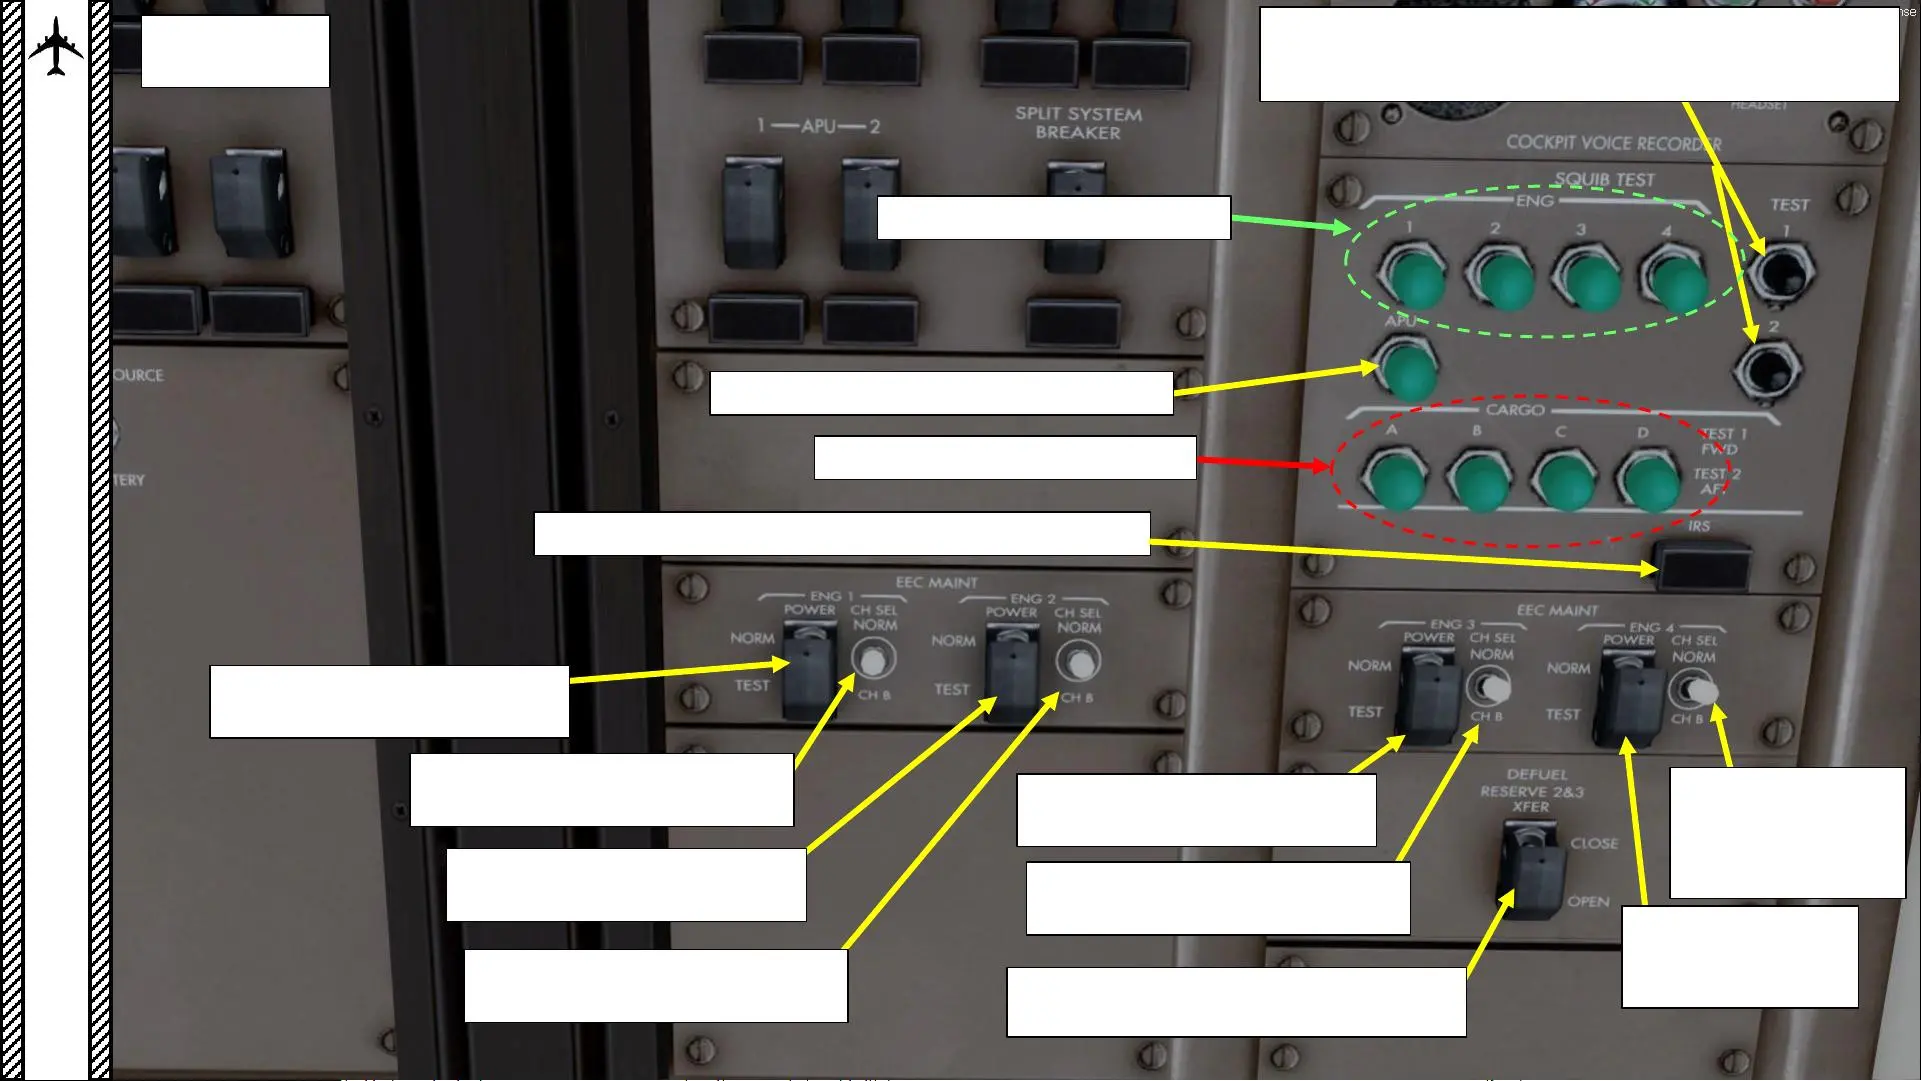 nse
HEADSET
COCKPIT VOICE RECORDER
1 APU 2
SPLIT SYSTEM
BREAKER
SQUIB TEST
ENG
TEST
1 2 3 4 1
APU
2
OURCE
CARGO
A B C D
TEST 1
FWD
TEST 2
AFT
TERY
IRS
EEC MAINT
ENG 1
POWER
CH SEL
NORM
NORM
TEST
CH B
ENG 2
POWER
CH SEL
NORM
NORM
TEST
CH B
EEC MAINT
ENG 3
POWER
CH SEL
NORM
NORM
TEST
CH B
ENG 4
POWER
CH SEL
NORM
NORM
TEST
CH B
DEFUEL
RESERVE 2&3
XFER
CLOSE
OPEN